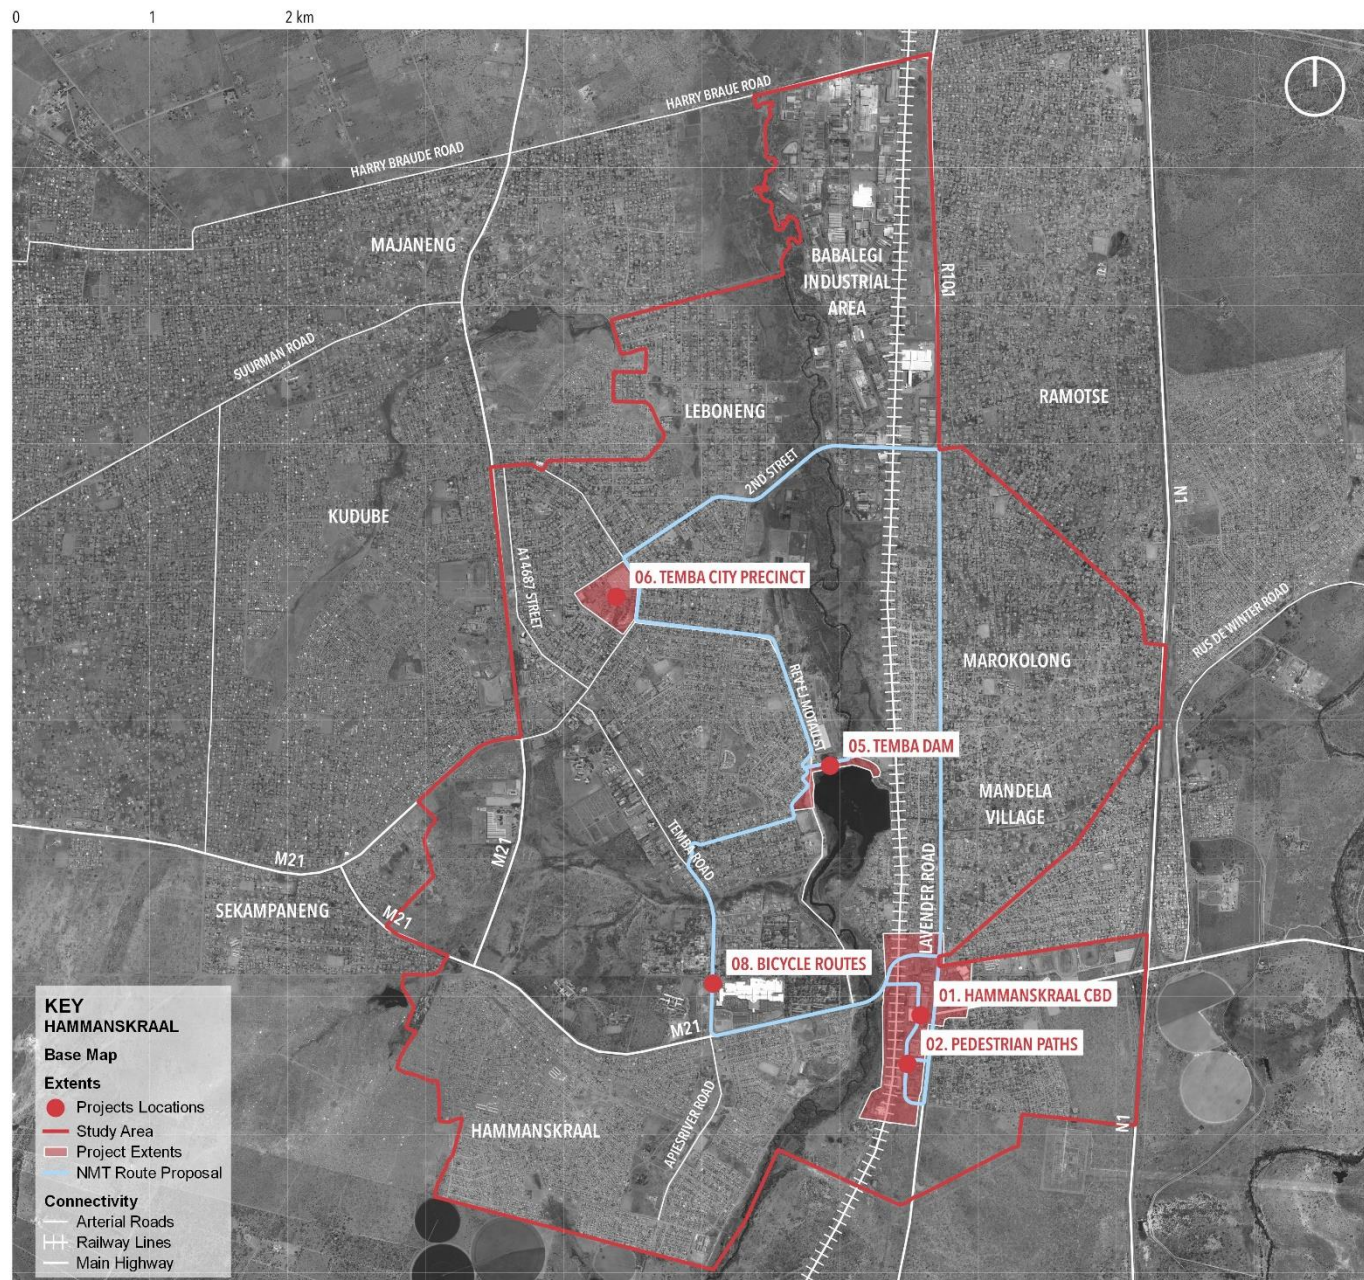 0
1
2 km
HARRY BRAUE ROAD
HARRY BRAUDE ROAD
MAJANENG
BABALEGI
INDUSTRIAL
AREA
R101
SUURMAN ROAD
RAMOTSE
LEBONENG
2ND STREET
N1
KUDUBE
A14687 STREET
06. TEMBA CITY PRECINCT
RUS DE WINTER ROAD
MAROKOLONG
REV EJ MOTAU ST
05. TEMBA DAM
MANDELA
VILLAGE
TEMBA ROAD
M21
M21
LAVENDER ROAD
SEKAMPANENG
M21
08. BICYCLE ROUTES
01. HAMMANSKRAAL CBD
M21
02. PEDESTRIAN PATHS
APIESRIVER ROAD
HAMMANSKRAAL
N1
KEY
HAMMANSKRAAL
Base Map
Extents
Projects Locations
Study Area
Project Extents
NMT Route Proposal
Connectivity
Arterial Roads
Railway Lines
Main Highway